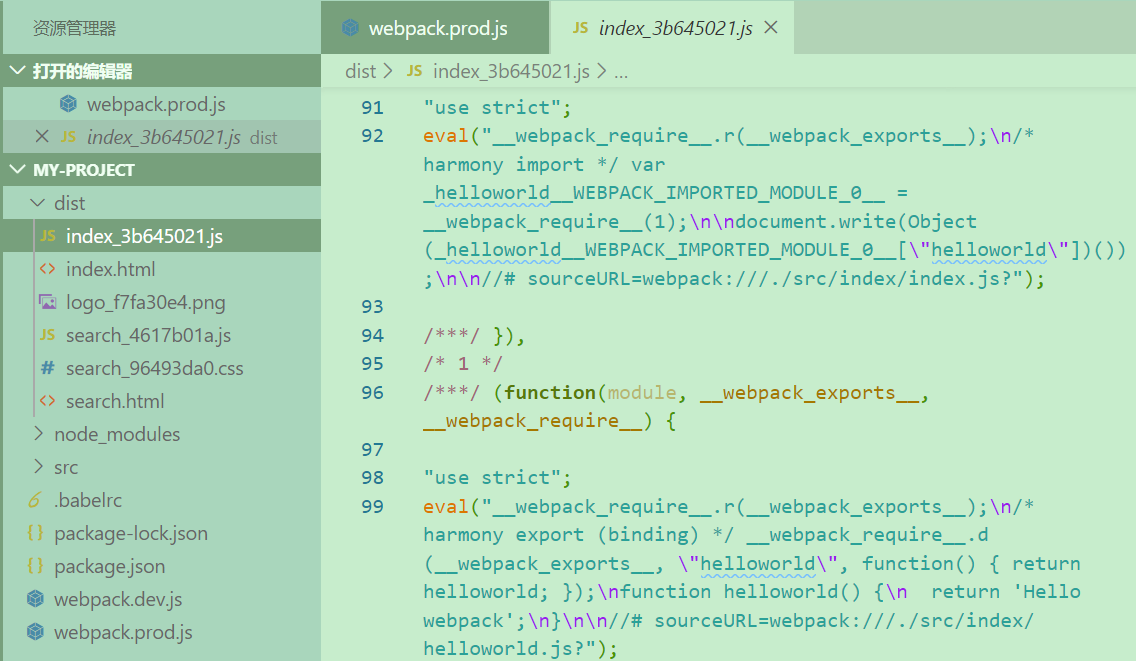 资源管理器
打开的编辑器
webpack.prod.js
index_3b645021.js dist
MY-PROJECT
dist
JS index_3b645021.js
<> index.html
logo_f7fa30e4.png
JS search_4617b01a.js
# search_96493da0.css
<> search.html
node_modules
src
.babelrc
{} package-lock.json
{} package.json
webpack.dev.js
webpack.prod.js
webpack.prod.js
JS index_3b645021.js
dist > JS index_3b645021.js > ...
91 "use strict";
92 eval("__webpack_require__.r(__webpack_exports__);\n/*
harmony import */ var
_helloworld__WEBPACK_IMPORTED_MODULE_0__ =
__webpack_require__(1);\n\ndocument.write(Object
(_helloworld__WEBPACK_IMPORTED_MODULE_0__[\"helloworld\"])())
;\n\n//# sourceURL=webpack:///./src/index/index.js?");
93
94 /***/ }),
95 /* 1 */
96 /***/ (function(module, __webpack_exports__,
__webpack_require__) {
97
98 "use strict";
99 eval("__webpack_require__.r(__webpack_exports__);\n/*
harmony export (binding) */ __webpack_require__.d
(__webpack_exports__, \"helloworld\", function() { return
helloworld; });\nfunction helloworld() {\n  return 'Hello
webpack';\n}\n\n//# sourceURL=webpack:///./src/index/
helloworld.js?");